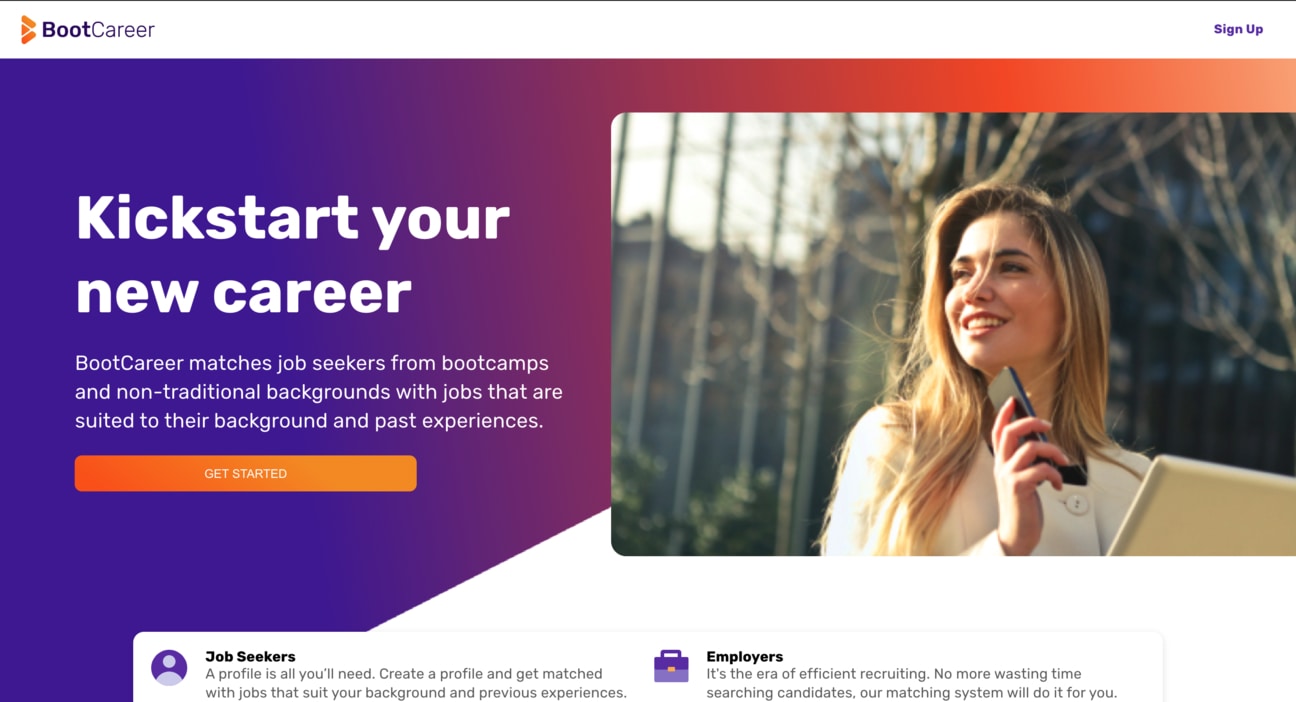 BootCareer
Sign Up
Kickstart your
new career
BootCareer matches job seekers from bootcamps
and non-traditional backgrounds with jobs that are
suited to their background and past experiences.
GET STARTED
Job Seekers
A profile is all you’ll need. Create a profile and get matched
with jobs that suit your background and previous experiences.
Employers
It's the era of efficient recruiting. No more wasting time
searching candidates, our matching system will do it for you.